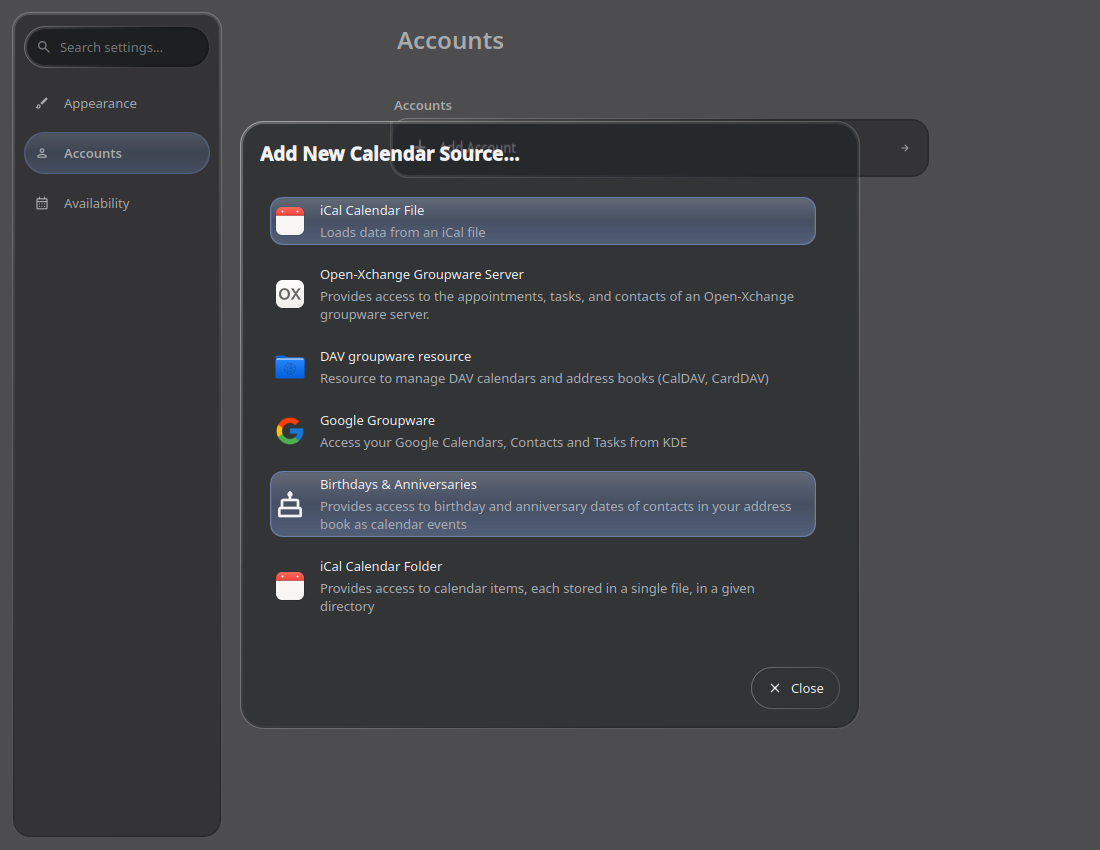 Search settings...
Appearance
Accounts
Availability
Accounts
Accounts
Add Account
Add New Calendar Source...
iCal Calendar File
Loads data from an iCal file
OX
Open-Xchange Groupware Server
Provides access to the appointments, tasks, and contacts of an Open-Xchange
groupware server.
DAV groupware resource
Resource to manage DAV calendars and address books (CalDAV, CardDAV)
Google Groupware
Access your Google Calendars, Contacts and Tasks from KDE
Birthdays & Anniversaries
Provides access to birthday and anniversary dates of contacts in your address
book as calendar events
iCal Calendar Folder
Provides access to calendar items, each stored in a single file, in a given
directory
Close